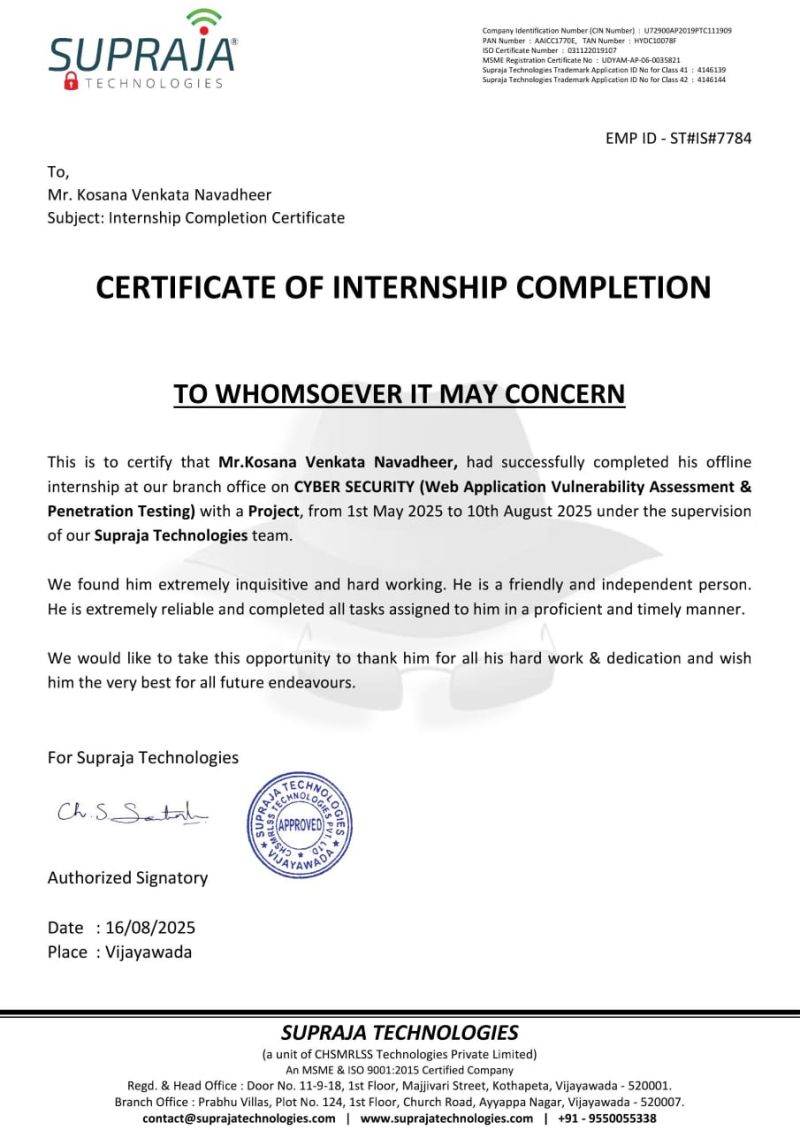 SUPRAJA®
TECHNOLOGIES
Company Identification Number (CIN Number) : U72900AP2019PTC111909
PAN Number : AAICC1770E, TAN Number : HYDC10078F
ISO Certificate Number : 031122019107
MSME Registration Certificate No : UDYAM-AP-06-0035821
Supraja Technologies Trademark Application ID No for Class 41 : 4146139
Supraja Technologies Trademark Application ID No for Class 42 : 4146144
EMP ID - ST#IS#7784
To,
Mr. Kosana Venkata Navadheer
Subject: Internship Completion Certificate
CERTIFICATE OF INTERNSHIP COMPLETION
TO WHOMSOEVER IT MAY CONCERN
This is to certify that Mr.Kosana Venkata Navadheer, had successfully completed his offline
internship at our branch office on CYBER SECURITY (Web Application Vulnerability Assessment &
Penetration Testing) with a Project, from 1st May 2025 to 10th August 2025 under the supervision
of our Supraja Technologies team.
We found him extremely inquisitive and hard working. He is a friendly and independent person.
He is extremely reliable and completed all tasks assigned to him in a proficient and timely manner.
We would like to take this opportunity to thank him for all his hard work & dedication and wish
him the very best for all future endeavours.
For Supraja Technologies
Ch. S. Santosh
SUPRAJA TECHNOLOGIES
CHSMRLSS TECHNOLOGIES PVT LTD
APPROVED
VIJAYAWADA
Authorized Signatory
Date : 16/08/2025
Place : Vijayawada
SUPRAJA TECHNOLOGIES
(a unit of CHSMRLSS Technologies Private Limited)
An MSME & ISO 9001:2015 Certified Company
Regd. & Head Office : Door No. 11-9-18, 1st Floor, Majjivari Street, Kothapeta, Vijayawada - 520001.
Branch Office : Prabhu Villas, Plot No. 124, 1st Floor, Church Road, Ayyappa Nagar, Vijayawada - 520007.
contact@suprajatechnologies.com | www.suprajatechnologies.com | +91 - 9550055338